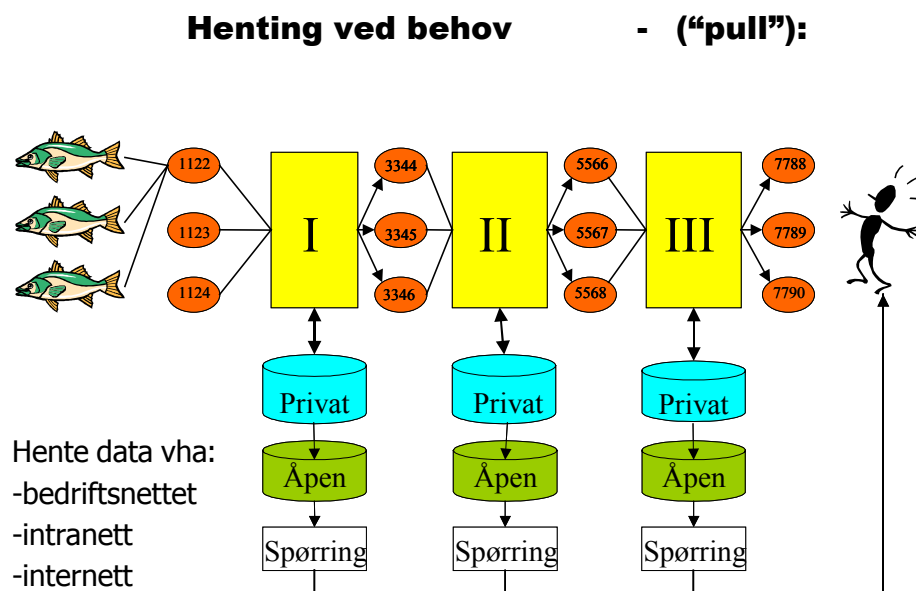 Henting ved behov - (“pull”):
1122 3344 5566 7788
1123 I 3345 II 5567 III 7789
1124 3346 5568 7790
Privat Privat Privat
Hente data vha:
-bedriftsnettet
-intranett
-internett
Åpen Åpen Åpen
Spørring Spørring Spørring